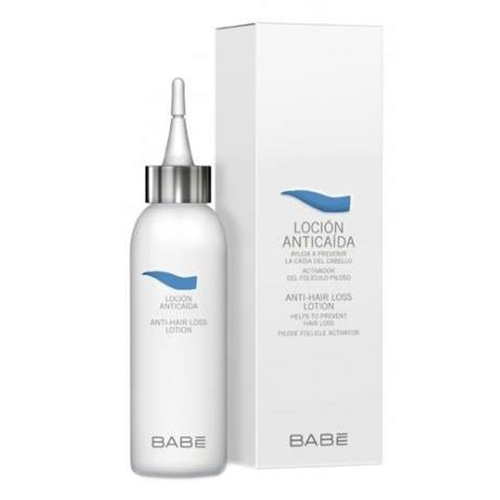 LOCIÓN
ANTICAÍDA
ANTI-HAIR LOSS
LOTION
BABĒ
LOCIÓN
ANTICAÍDA
AYUDA A PREVENIR
LA CAÍDA DEL CABELLO
ACTIVADOR
DEL FOLÍCULO PILOSO
ANTI-HAIR LOSS
LOTION
HELPS TO PREVENT
HAIR LOSS
PILOSE FOLLICLE ACTIVATOR
BABĒ